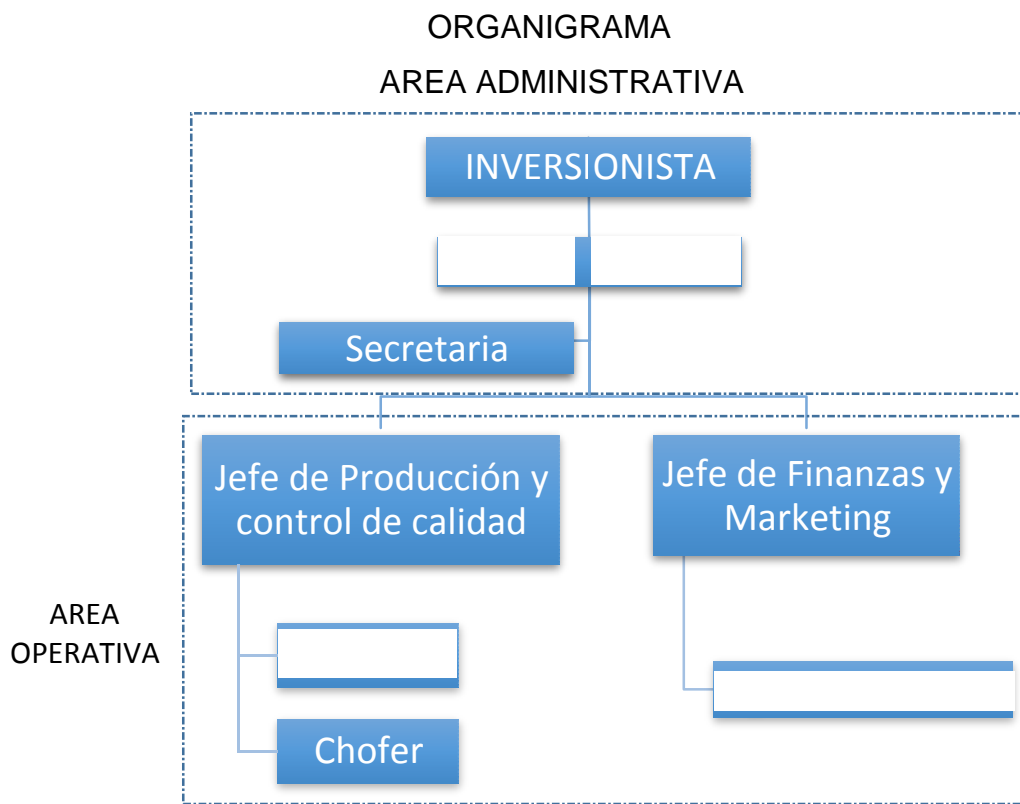 ORGANIGRAMA
AREA ADMINISTRATIVA
INVERSIONISTA
Secretaria
Jefe de Producción y
control de calidad
Jefe de Finanzas y
Marketing
AREA
OPERATIVA
Chofer